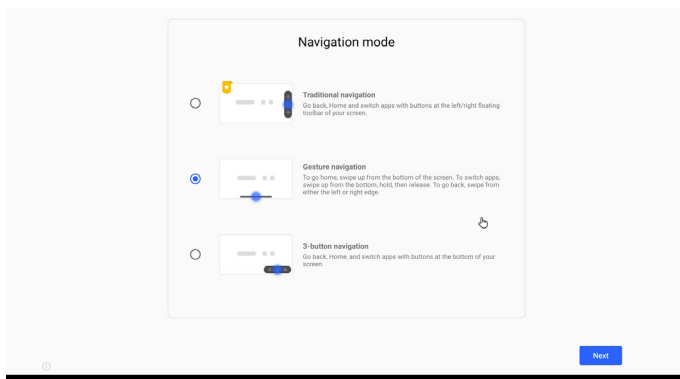 Navigation mode
Traditional navigation
Go back, Home and switch apps with buttons at the left/right floating
toolbar of your screen.
Gesture navigation
To go home, swipe up from the bottom of the screen. To switch apps,
swipe up from the bottom, hold, then release. To go back, swipe from
either the left or right edge.
3-button navigation
Go back, Home, and switch apps with buttons at the bottom of your
screen.
Next